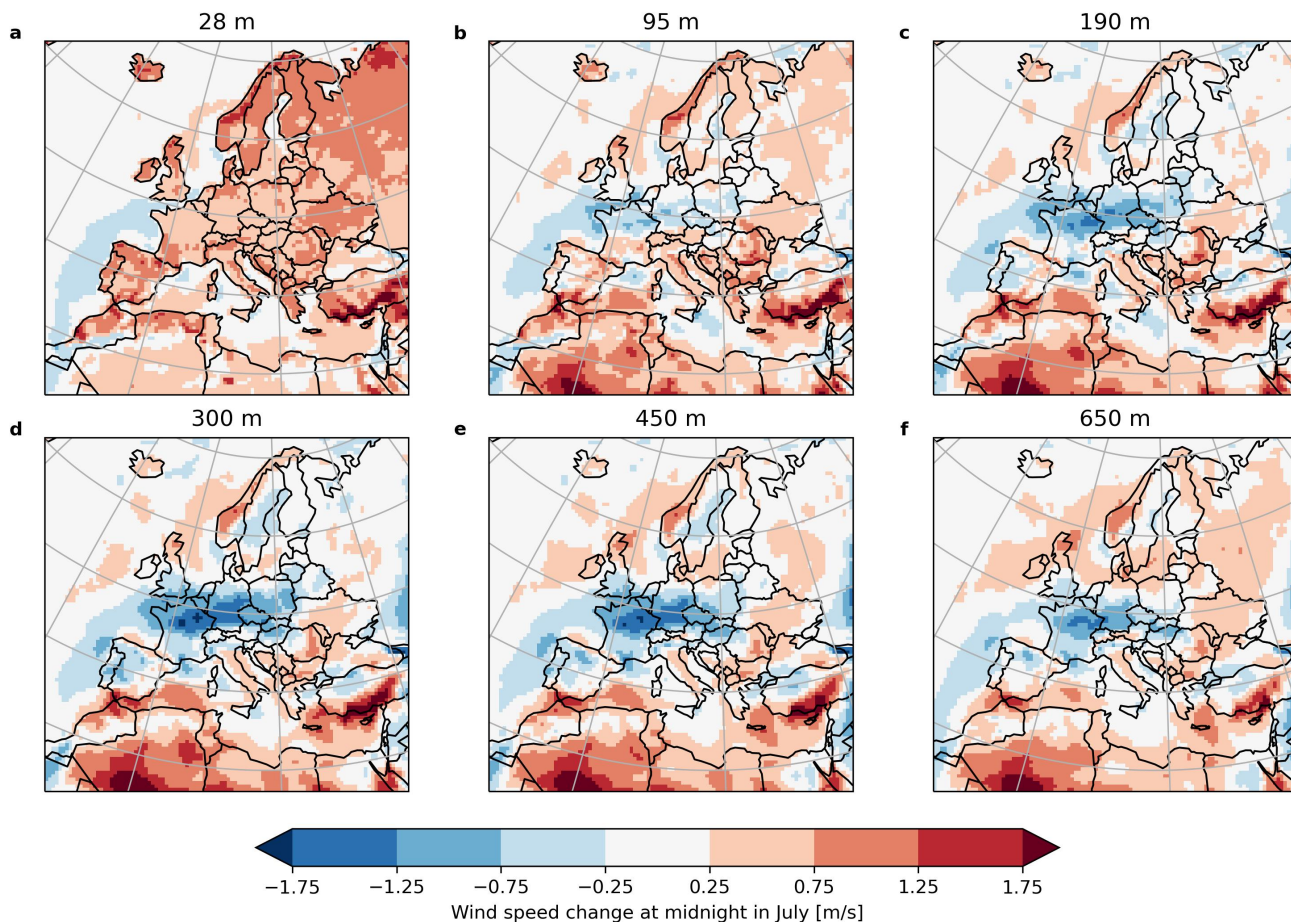 a 28 m
b 95 m
c 190 m
d 300 m
e 450 m
f 650 m
−1.75 −1.25 −0.75 −0.25 0.25 0.75 1.25 1.75
Wind speed change at midnight in July [m/s]